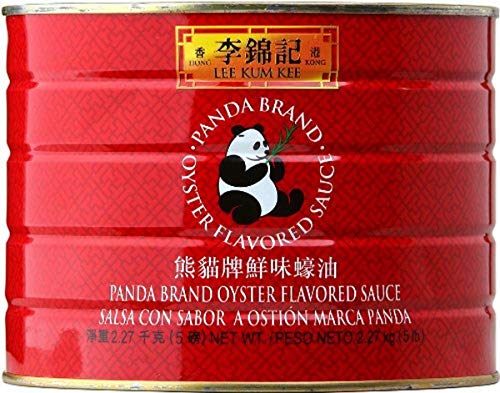 香港 李錦記
HONG KONG
LEE KUM KEE
· PANDA BRAND ·
OYSTER FLAVORED SAUCE
熊貓牌鮮味蠔油
PANDA BRAND OYSTER FLAVORED SAUCE
SALSA CON SABOR A OSTIÓN MARCA PANDA
淨重2.27 千克 (5 磅) NET WT. /PESO NETO 2.27 kg (5 lb)